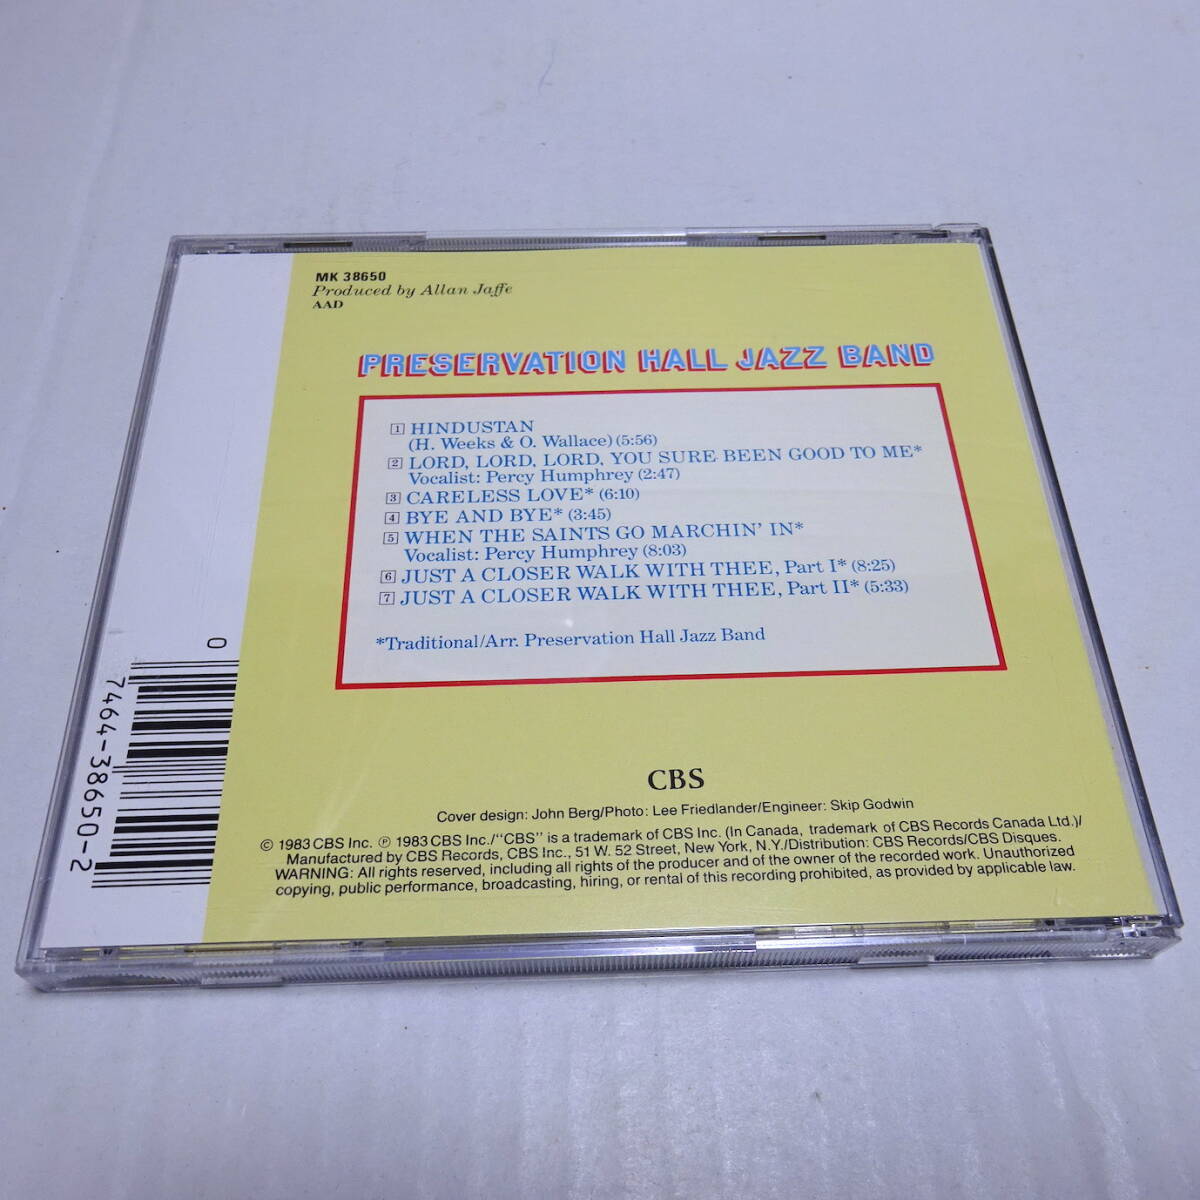 MK 38650
Produced by Allan Jaffe
AAD
PRESERVATION HALL JAZZ BAND
1 HINDUSTAN
(H. Weeks & O. Wallace) (5:56)
2 LORD, LORD, LORD, YOU SURE BEEN GOOD TO ME*
Vocalist: Percy Humphrey (2:47)
3 CARELESS LOVE* (6:10)
4 BYE AND BYE* (3:45)
5 WHEN THE SAINTS GO MARCHIN' IN*
Vocalist: Percy Humphrey (8:03)
6 JUST A CLOSER WALK WITH THEE, Part I* (8:25)
7 JUST A CLOSER WALK WITH THEE, Part II* (5:33)
*Traditional/Arr. Preservation Hall Jazz Band
CBS
Cover design: John Berg/Photo: Lee Friedlander/Engineer: Skip Godwin
© 1983 CBS Inc. ℗ 1983 CBS Inc./"CBS" is a trademark of CBS Inc. (In Canada, trademark of CBS Records Canada Ltd.)/
Manufactured by CBS Records, CBS Inc., 51 W. 52 Street, New York, N.Y./Distribution: CBS Records/CBS Disques.
WARNING: All rights reserved, including all rights of the producer and of the owner of the recorded work. Unauthorized
copying, public performance, broadcasting, hiring, or rental of this recording prohibited, as provided by applicable law.
0
7464-38650-2